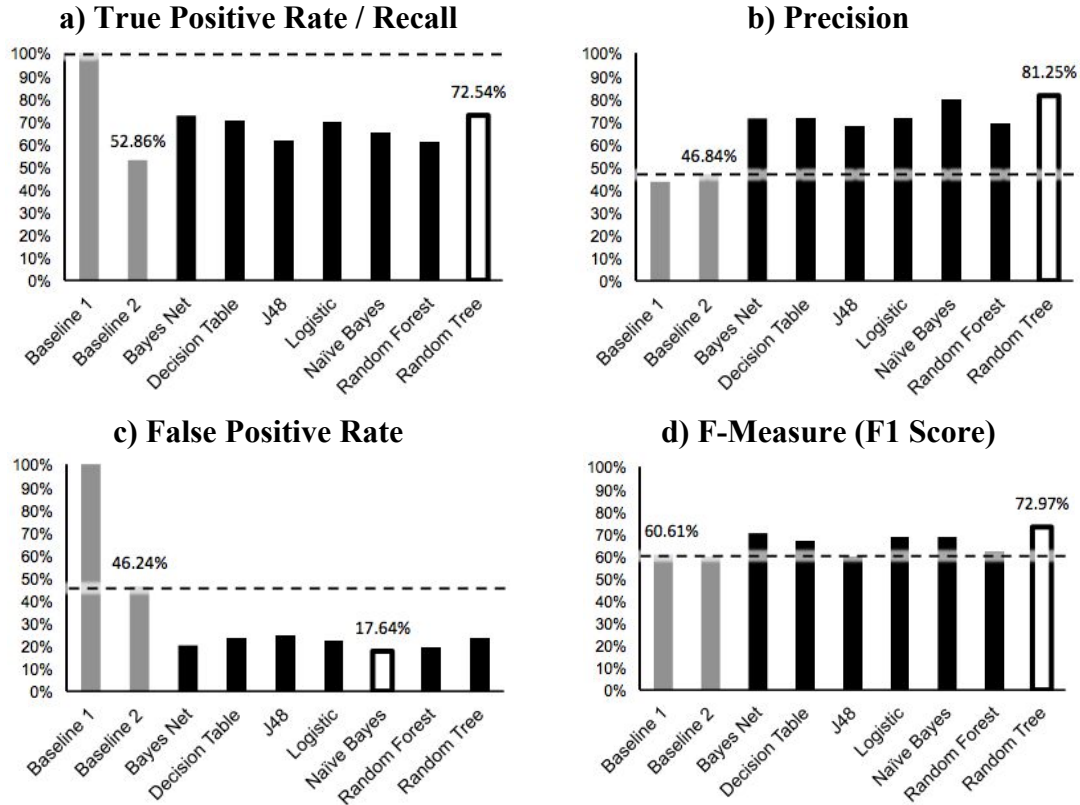 a) True Positive Rate / Recall
100%
90%
80%
70%
60%
50%
40%
30%
20%
10%
0%
52.86%
72.54%
Baseline 1
Baseline 2
Bayes Net
Decision Table
J48
Logistic
Naïve Bayes
Random Forest
Random Tree
b) Precision
100%
90%
80%
70%
60%
50%
40%
30%
20%
10%
0%
46.84%
81.25%
Baseline 1
Baseline 2
Bayes Net
Decision Table
J48
Logistic
Naïve Bayes
Random Forest
Random Tree
c) False Positive Rate
100%
90%
80%
70%
60%
50%
40%
30%
20%
10%
0%
46.24%
17.64%
Baseline 1
Baseline 2
Bayes Net
Decision Table
J48
Logistic
Naïve Bayes
Random Forest
Random Tree
d) F-Measure (F1 Score)
100%
90%
80%
70%
60%
50%
40%
30%
20%
10%
0%
60.61%
72.97%
Baseline 1
Baseline 2
Bayes Net
Decision Table
J48
Logistic
Naïve Bayes
Random Forest
Random Tree